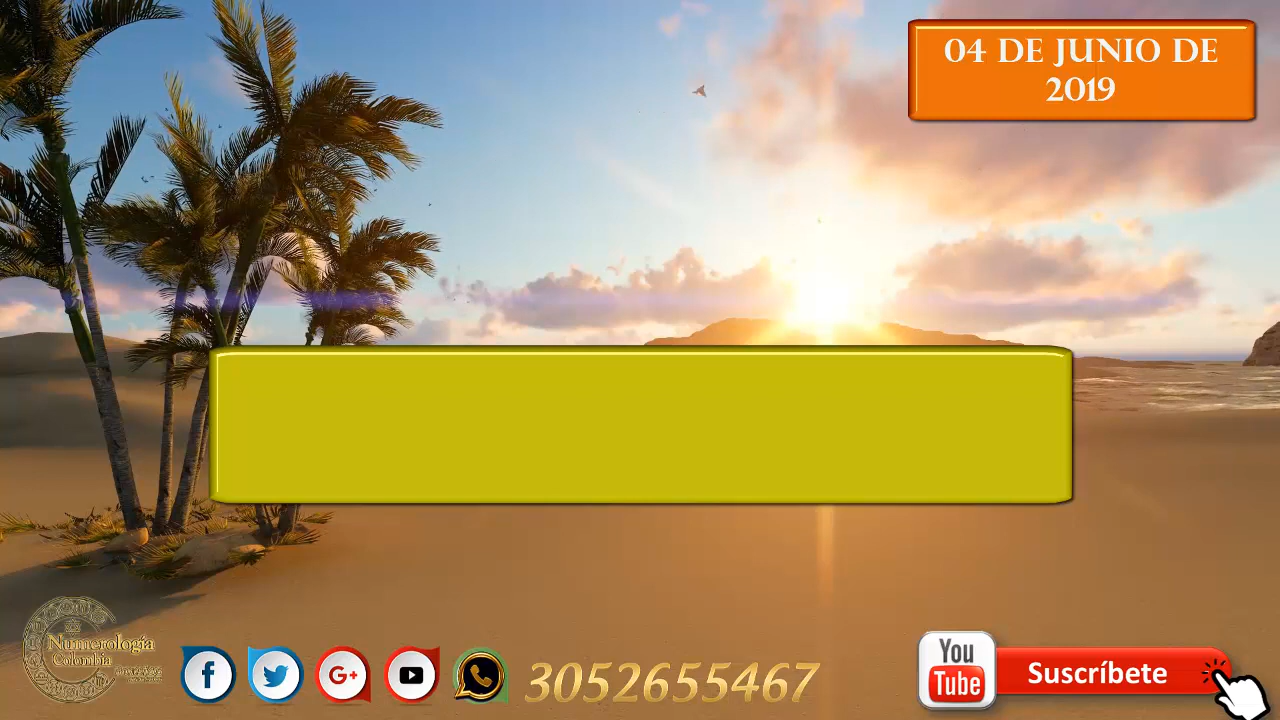 04 DE JUNIO DE
2019
Numerología
Colombia
f
G+
3052655467
You
Tube
Suscríbete